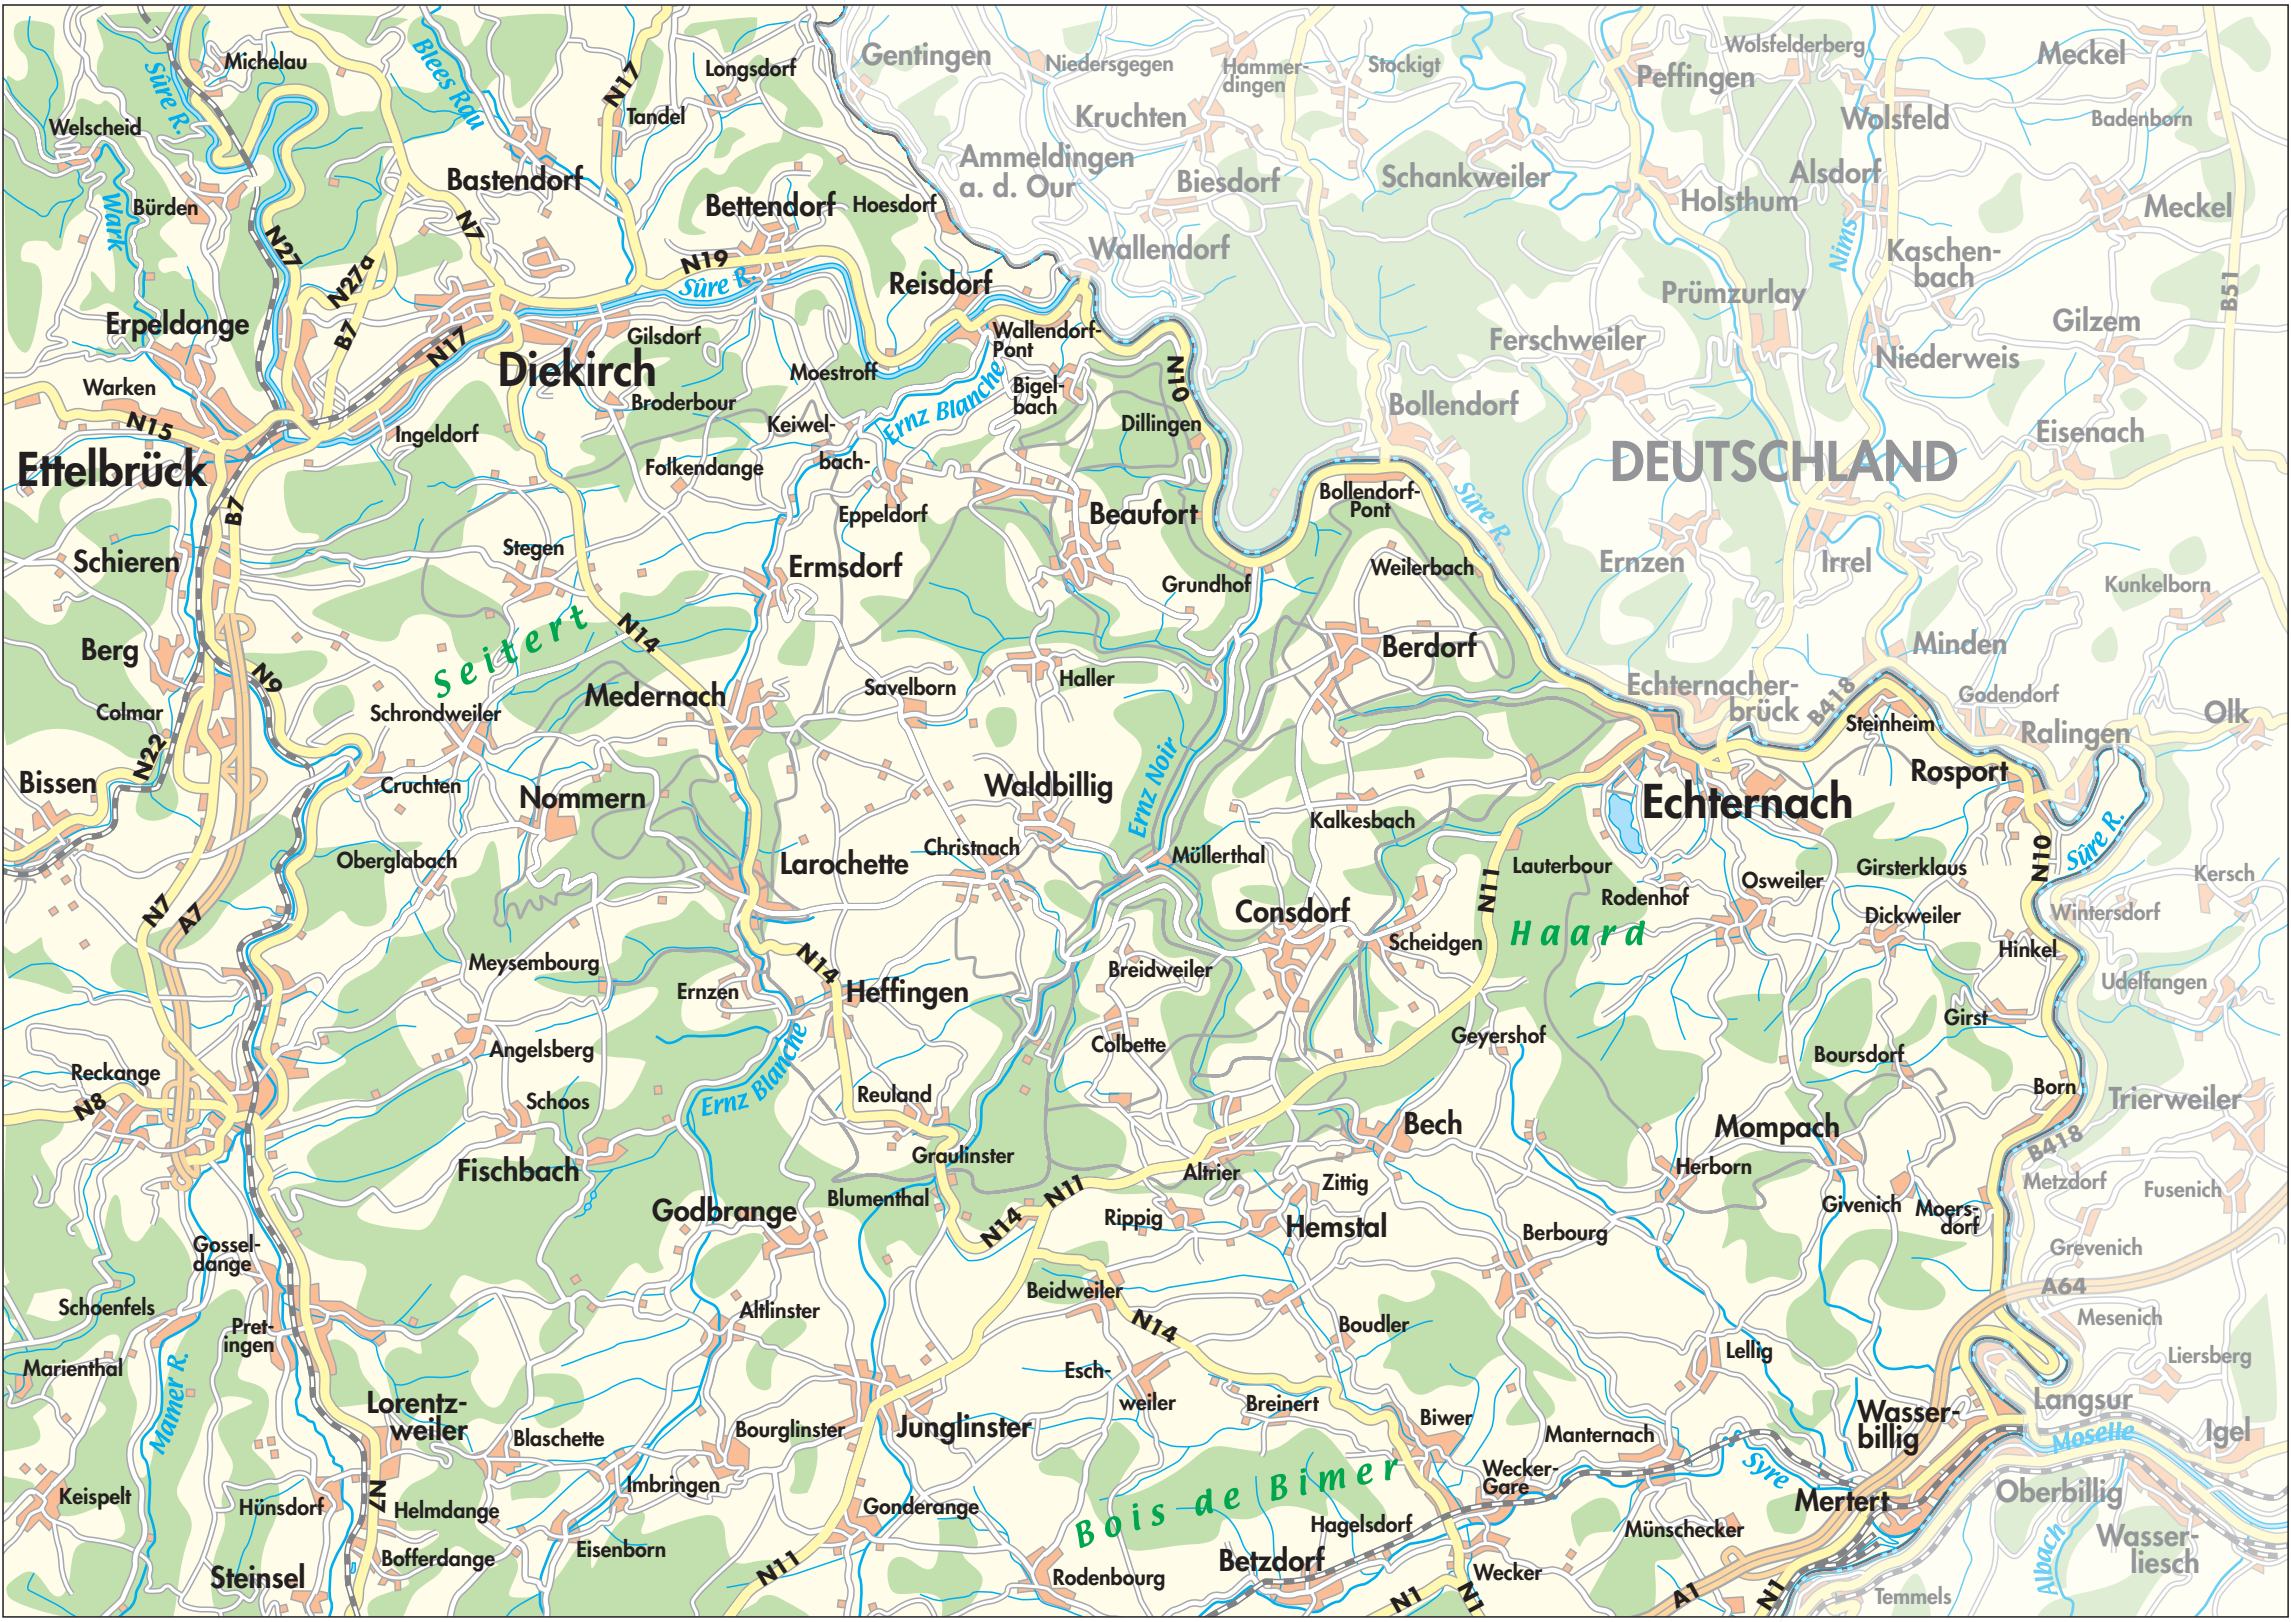 Michelau
Blees Rau
N17
Longsdorf
Gentingen
Niedersgegen
Hammer-
dingen
Stockigt
Wolsfelderberg
Peffingen
Meckel
Sûre R.
Welscheid
Tandel
Kruchten
Wolsfeld
Badenborn
Ammeldingen
a. d. Our
Biesdorf
Schankweiler
Alsdorf
Holsthum
Meckel
Wark
Bürden
Bastendorf
Bettendorf
Hoesdorf
N7
N27
N27a
B7
N19
Sûre R.
Reisdorf
Wallendorf
Nims
Kaschen-
bach
B51
Prümzurlay
Gilzem
Erpeldange
N17
Gilsdorf
Wallendorf-
Pont
Ferschweiler
Niederweis
Diekirch
Moestroff
Warken
N15
Broderbour
Keiwel-
bach-
Ernz Blanche
Bigel-
bach
N10
Dillingen
Bollendorf
Eisenach
DEUTSCHLAND
Ingeldorf
Ettelbrück
Folkendange
Bollendorf-
Pont
Sûre R.
B7
Eppeldorf
Beaufort
Schieren
Stegen
Ermsdorf
Grundhof
Weilerbach
Ernzen
Irrel
Kunkelborn
Seitert
N14
Berg
N9
Medernach
Savelborn
Haller
Berdorf
Minden
Echternacher-
brück
B418
Godendorf
Olk
Colmar
Schrondweiler
Steinheim
Ralingen
N22
Bissen
Cruchten
Nommern
Waldbillig
Ernz Noir
Kalkesbach
Echternach
Rosport
N10
Sûre R.
Oberglabach
Larochette
Christnach
Müllerthal
Lauterbour
Rodenhof
Osweiler
Girsterklaus
Kersch
N7
A7
N11
Consdorf
Scheidgen
Haard
Dickweiler
Wintersdorf
Hinkel
Meysembourg
N14
Breidweiler
Udelfangen
Ernzen
Heffingen
Girst
Angelsberg
Ernz Blanche
Colbette
Geyershof
Boursdorf
Reckange
N8
Schoos
Reuland
Born
Trierweiler
Bech
Mompach
B418
Fischbach
Graulinster
Altrier
Herborn
Metzdorf
Fusenich
Godbrange
Blumenthal
N14
N11
Rippig
Zittig
Hemstal
Berbourg
Givenich
Moers-
dorf
Gossel-
dange
Grevenich
A64
Schoenfels
Altlinster
Beidweiler
N14
Boudler
Mesenich
Pret-
ingen
Marienthal
Mamer R.
Lellig
Liersberg
Esch-
weiler
Lorentz-
weiler
Breinert
Langsur
Blaschette
Bourglinster
Junglinster
Biwer
Manternach
Wasser-
billig
Moselle
Igel
Bois de Bimer
Keispelt
Hünsdorf
N7
Helmdange
Imbringen
Gonderange
Wecker-
Gare
Syre
Mertert
Oberbillig
Hagelsdorf
Münschecker
Wasser-
liesch
Eisenborn
Bofferdange
Steinsel
N11
Rodenbourg
Betzdorf
Wecker
N1
N1
A1
N1
Albach
Temmels